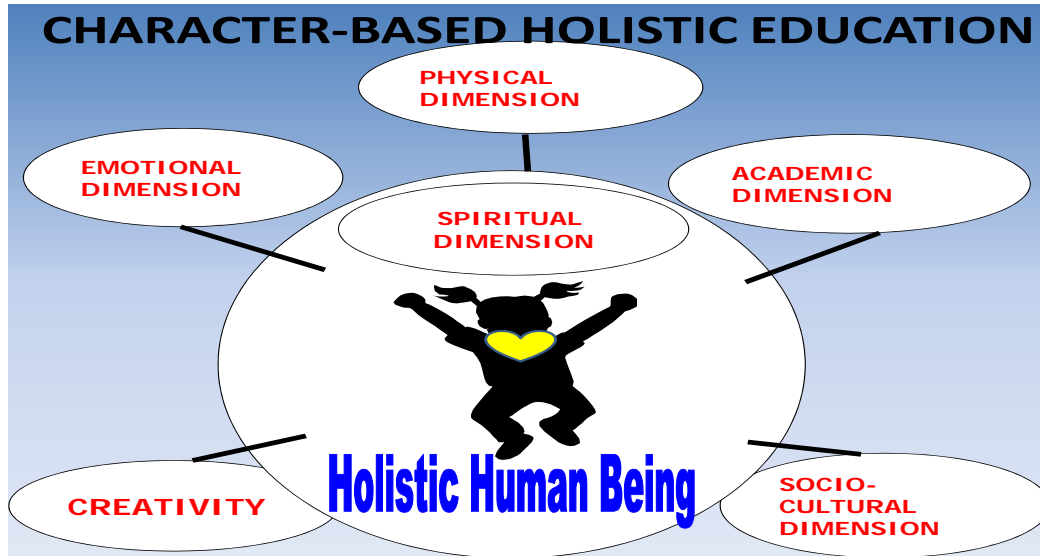 CHARACTER-BASED HOLISTIC EDUCATION
PHYSICAL
DIMENSION
EMOTIONAL
DIMENSION
ACADEMIC
DIMENSION
SPIRITUAL
DIMENSION
Holistic Human Being
CREATIVITY
SOCIO-
CULTURAL
DIMENSION